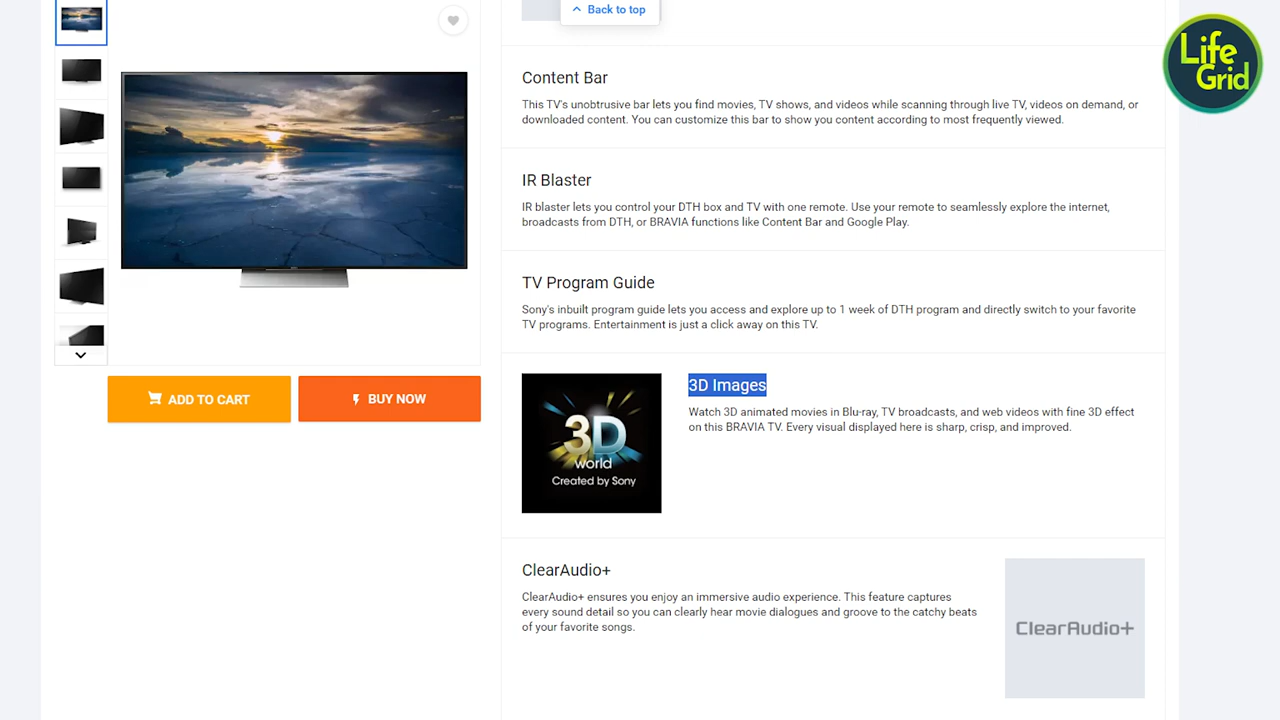 Back to top
Life
Grid
Content Bar
This TV's unobtrusive bar lets you find movies, TV shows, and videos while scanning through live TV, videos on demand, or
downloaded content. You can customize this bar to show you content according to most frequently viewed.
IR Blaster
IR blaster lets you control your DTH box and TV with one remote. Use your remote to seamlessly explore the internet,
broadcasts from DTH, or BRAVIA functions like Content Bar and Google Play.
TV Program Guide
Sony's inbuilt program guide lets you access and explore up to 1 week of DTH program and directly switch to your favorite
TV programs. Entertainment is just a click away on this TV.
ADD TO CART
BUY NOW
3D
world
Created by Sony
3D Images
Watch 3D animated movies in Blu-ray, TV broadcasts, and web videos with fine 3D effect
on this BRAVIA TV. Every visual displayed here is sharp, crisp, and improved.
ClearAudio+
ClearAudio+ ensures you enjoy an immersive audio experience. This feature captures
every sound detail so you can clearly hear movie dialogues and groove to the catchy beats
of your favorite songs.
ClearAudio+